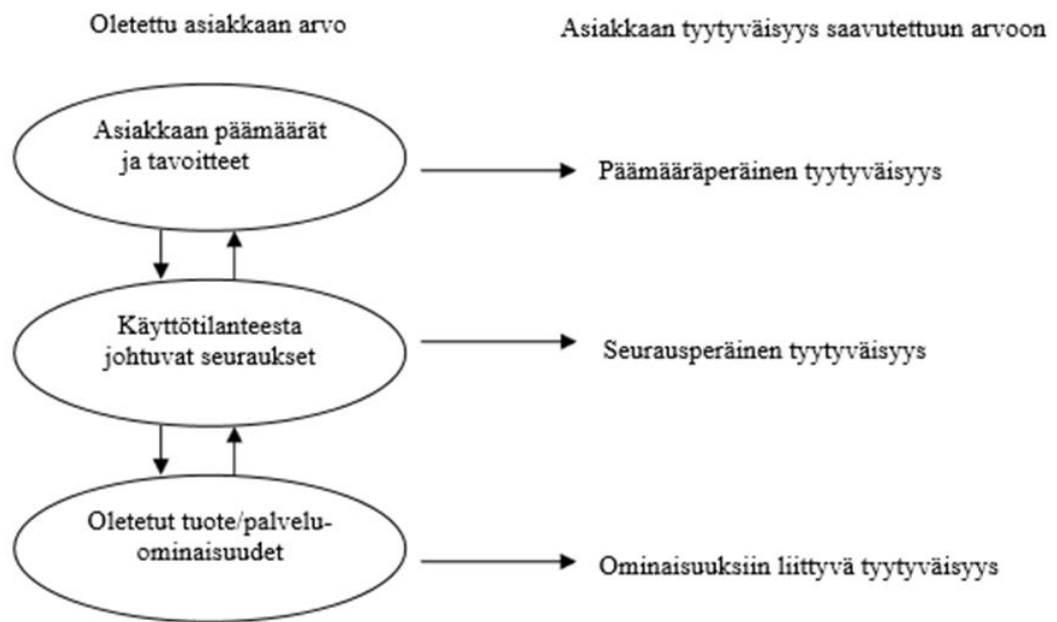 Oletettu asiakkaan arvo
Asiakkaan tyytyväisyys saavutettuun arvoon
Asiakkaan päämäärät
ja tavoitteet
Päämääräperäinen tyytyväisyys
Käyttötilanteesta
johtuvat seuraukset
Seurausperäinen tyytyväisyys
Oletetut tuote/palvelu-
ominaisuudet
Ominaisuuksiin liittyvä tyytyväisyys